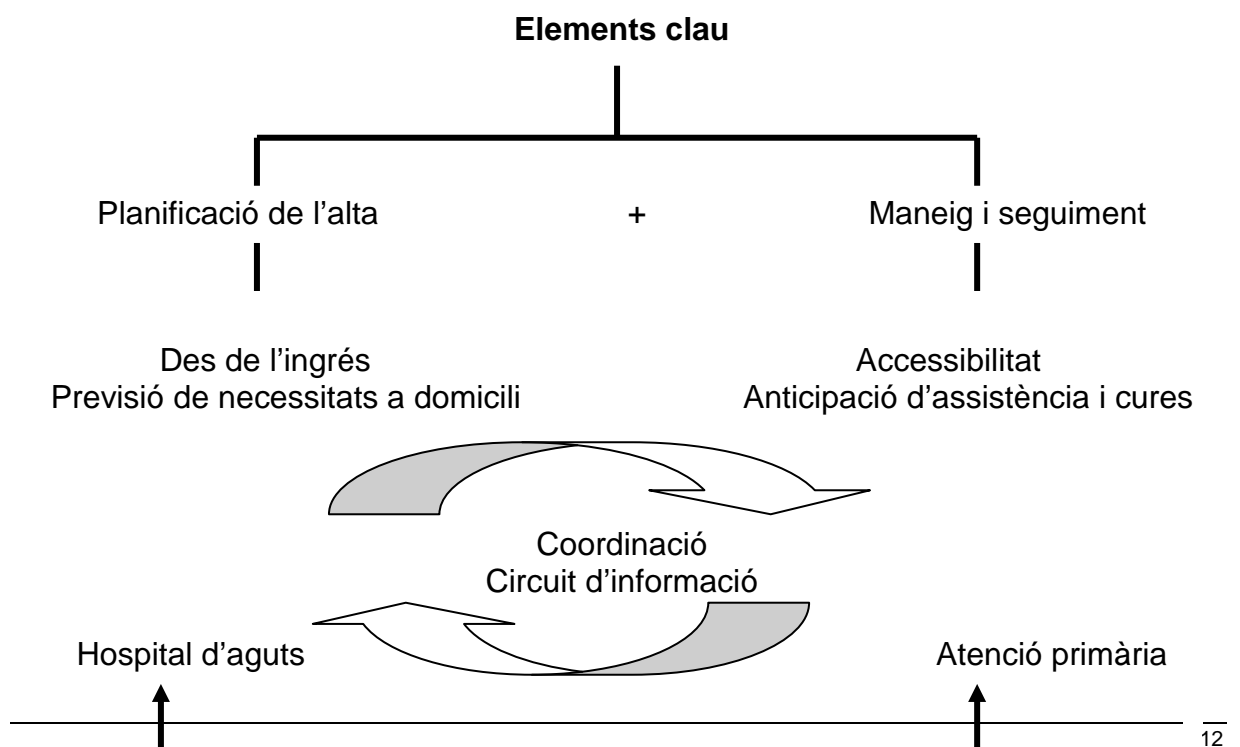 Elements clau
Planificació de l’alta + Maneig i seguiment
Des de l’ingrés
Previsió de necessitats a domicili
Accessibilitat
Anticipació d’assistència i cures
Coordinació
Circuit d’informació
Hospital d’aguts
Atenció primària
12